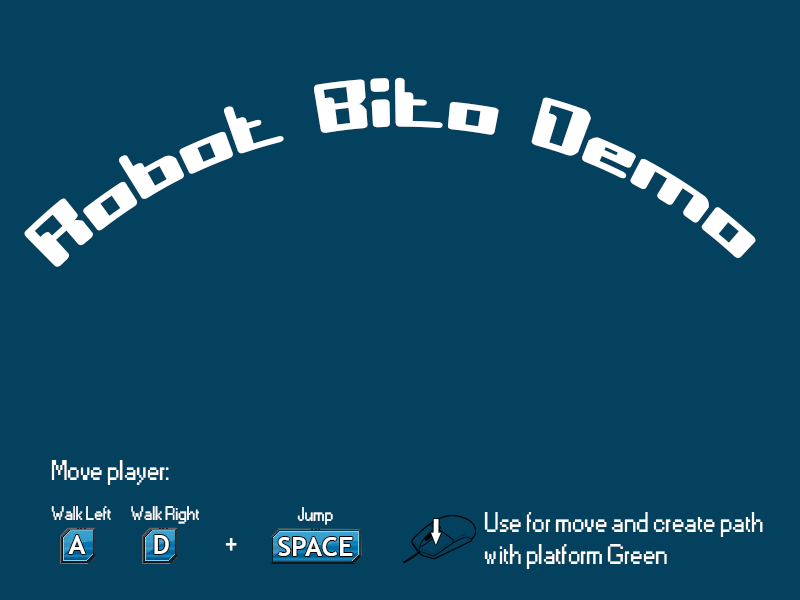 Robot Bito Demo
Move player:
Walk Left Walk Right Jump
A D + SPACE
Use for move and create path
with platform Green